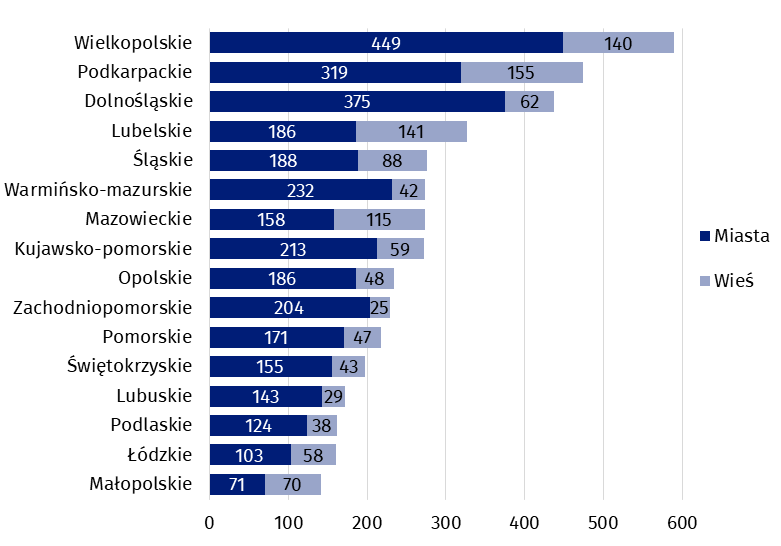 Wielkopolskie 449 140
Podkarpackie 319 155
Dolnośląskie 375 62
Lubelskie 186 141
Śląskie 188 88
Warmińsko-mazurskie 232 42
Mazowieckie 158 115
Kujawsko-pomorskie 213 59
Opolskie 186 48
Zachodniopomorskie 204 25
Pomorskie 171 47
Świętokrzyskie 155 43
Lubuskie 143 29
Podlaskie 124 38
Łódzkie 103 58
Małopolskie 71 70
0 100 200 300 400 500 600
Miasta
Wieś